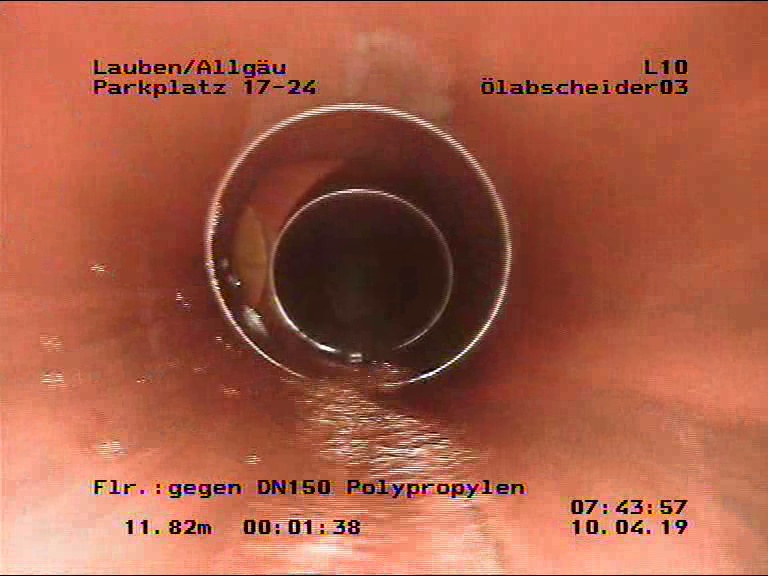 Lauben/Allgäu L10
Parkplatz 17-24 Ölabscheider03
Flr.:gegen DN150 Polypropylen
07:43:57
11.82m 00:01:38 10.04.19